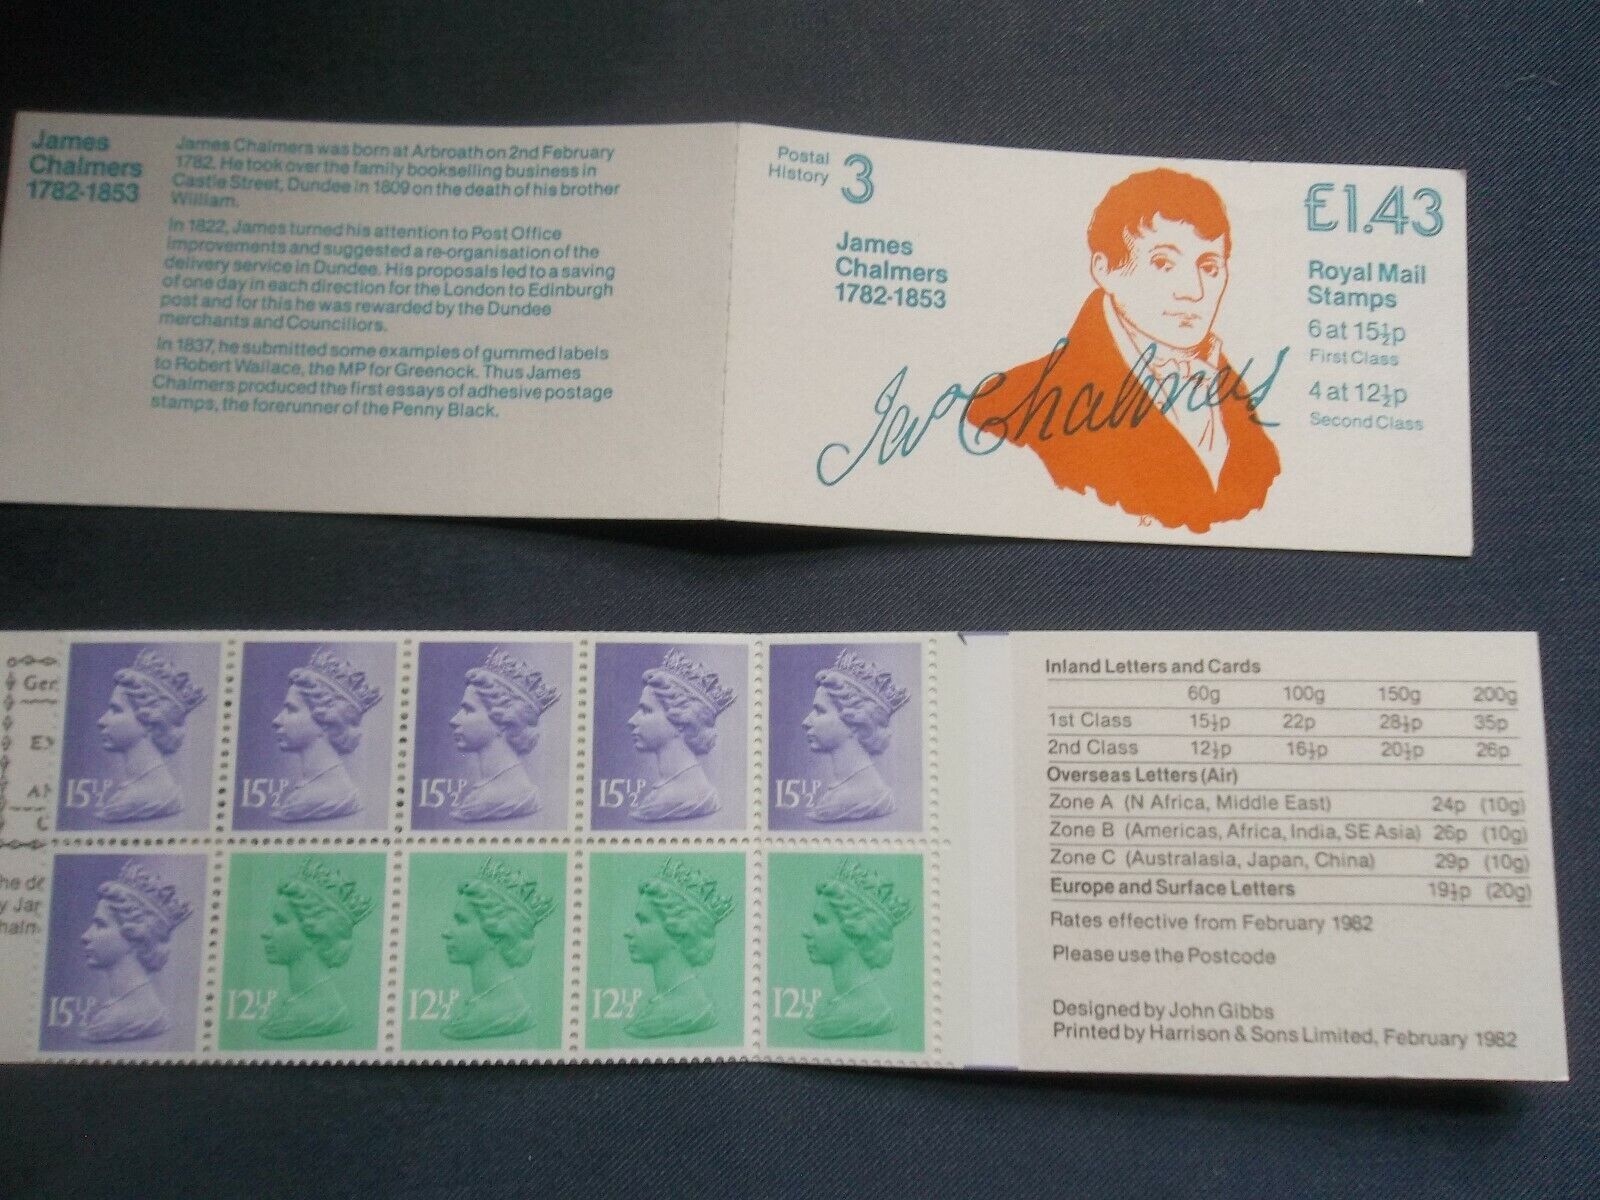 James
Chalmers
1782-1853
James Chalmers was born at Arbroath on 2nd February
1782. He took over the family bookselling business in
Castle Street, Dundee in 1809 on the death of his brother
William.
In 1822, James turned his attention to Post Office
improvements and suggested a re-organisation of the
delivery service in Dundee. His proposals led to a saving
of one day in each direction for the London to Edinburgh
post and for this he was rewarded by the Dundee
merchants and Councillors.
In 1837, he submitted some examples of gummed labels
to Robert Wallace, the MP for Greenock. Thus James
Chalmers produced the first essays of adhesive postage
stamps, the forerunner of the Penny Black.
Postal
History
3
James
Chalmers
1782-1853
Chalmers
JG
£1.43
Royal Mail
Stamps
6 at 15½p
First Class
4 at 12½p
Second Class
Ger
15½P 15½P 15½P 15½P 15½P
15½P 12½P 12½P 12½P 12½P
Inland Letters and Cards
60g 100g 150g 200g
1st Class 15½p 22p 28½p 35p
2nd Class 12½p 16½p 20½p 26p
Overseas Letters (Air)
Zone A (N Africa, Middle East) 24p (10g)
Zone B (Americas, Africa, India, SE Asia) 26p (10g)
Zone C (Australasia, Japan, China) 29p (10g)
Europe and Surface Letters 19½p (20g)
Rates effective from February 1982
Please use the Postcode
Designed by John Gibbs
Printed by Harrison & Sons Limited, February 1982